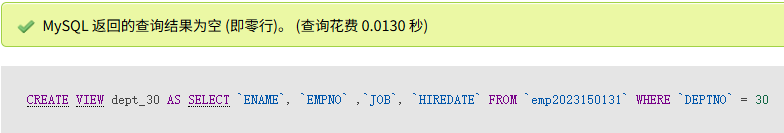 MySQL 返回的查询结果为空 (即零行)。 (查询花费 0.0130 秒)
CREATE VIEW dept_30 AS SELECT `ENAME`, `EMPNO` ,`JOB`, `HIREDATE` FROM `emp2023150131` WHERE `DEPTNO` = 30